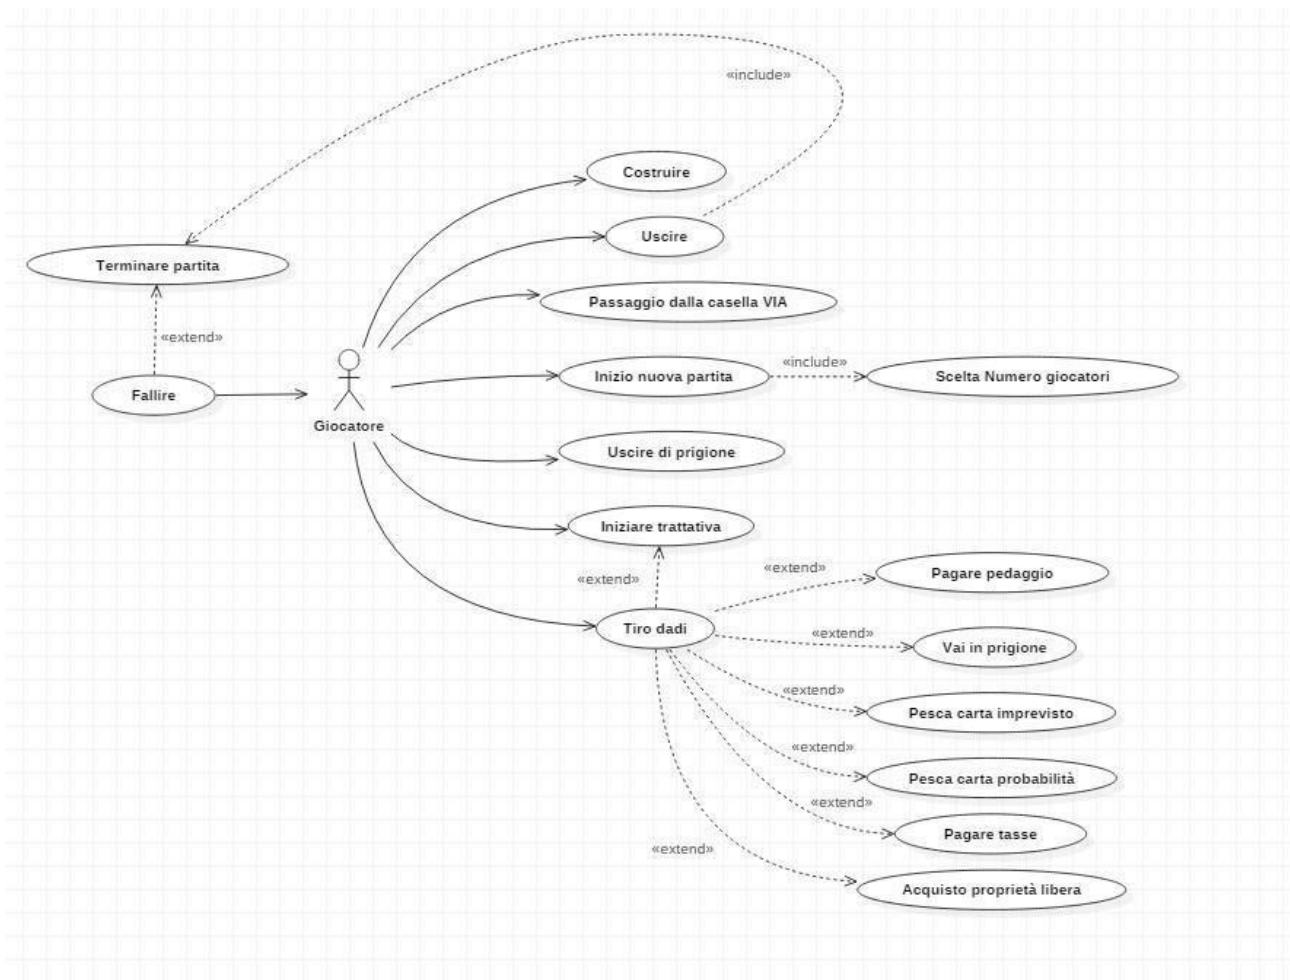 «include»
Costruire
Uscire
Terminare partita
Passaggio dalla casella VIA
«extend»
Inizio nuova partita
«include»
Scelta Numero giocatori
Fallire
Giocatore
Uscire di prigione
Iniziare trattativa
«extend»
«extend»
Pagare pedaggio
Tiro dadi
«extend»
Vai in prigione
«extend»
Pesca carta imprevisto
«extend»
Pesca carta probabilità
«extend»
Pagare tasse
«extend»
Acquisto proprietà libera